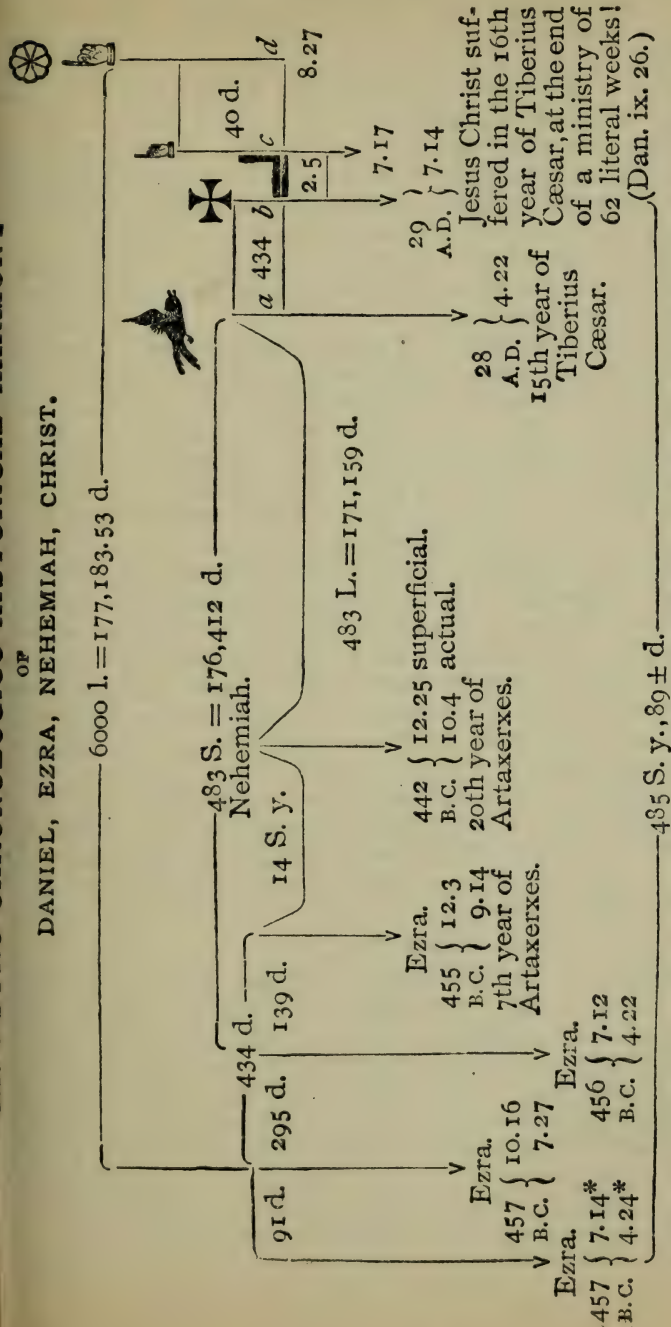 OF
DANIEL, EZRA, NEHEMIAH, CHRIST.
6000 l. = 177,183.53 d.
483 S. = 176,412 d.
Nehemiah.
434 d.
91 d. 295 d. 139 d.
14 S. y.
483 L. = 171,159 d.
40 d.
a 434 b c d
2.5
8.27
Ezra.
457 B.C. { 7.14*
4.24*
Ezra.
457 B.C. { 10.16
7.27
Ezra.
456 B.C. { 7.12
4.22
Ezra.
455 B.C. { 12.3
9.14
7th year of
Artaxerxes.
442 B.C. { 12.25 superficial.
10.4 actual.
20th year of
Artaxerxes.
28 A.D. } 4.22
15th year of
Tiberius
Cæsar.
7.17
29 A.D. } 7.14
Jesus Christ suf-
fered in the 16th
year of Tiberius
Cæsar, at the end
of a ministry of
62 literal weeks!
(Dan. ix. 26.)
485 S. y., 89± d.